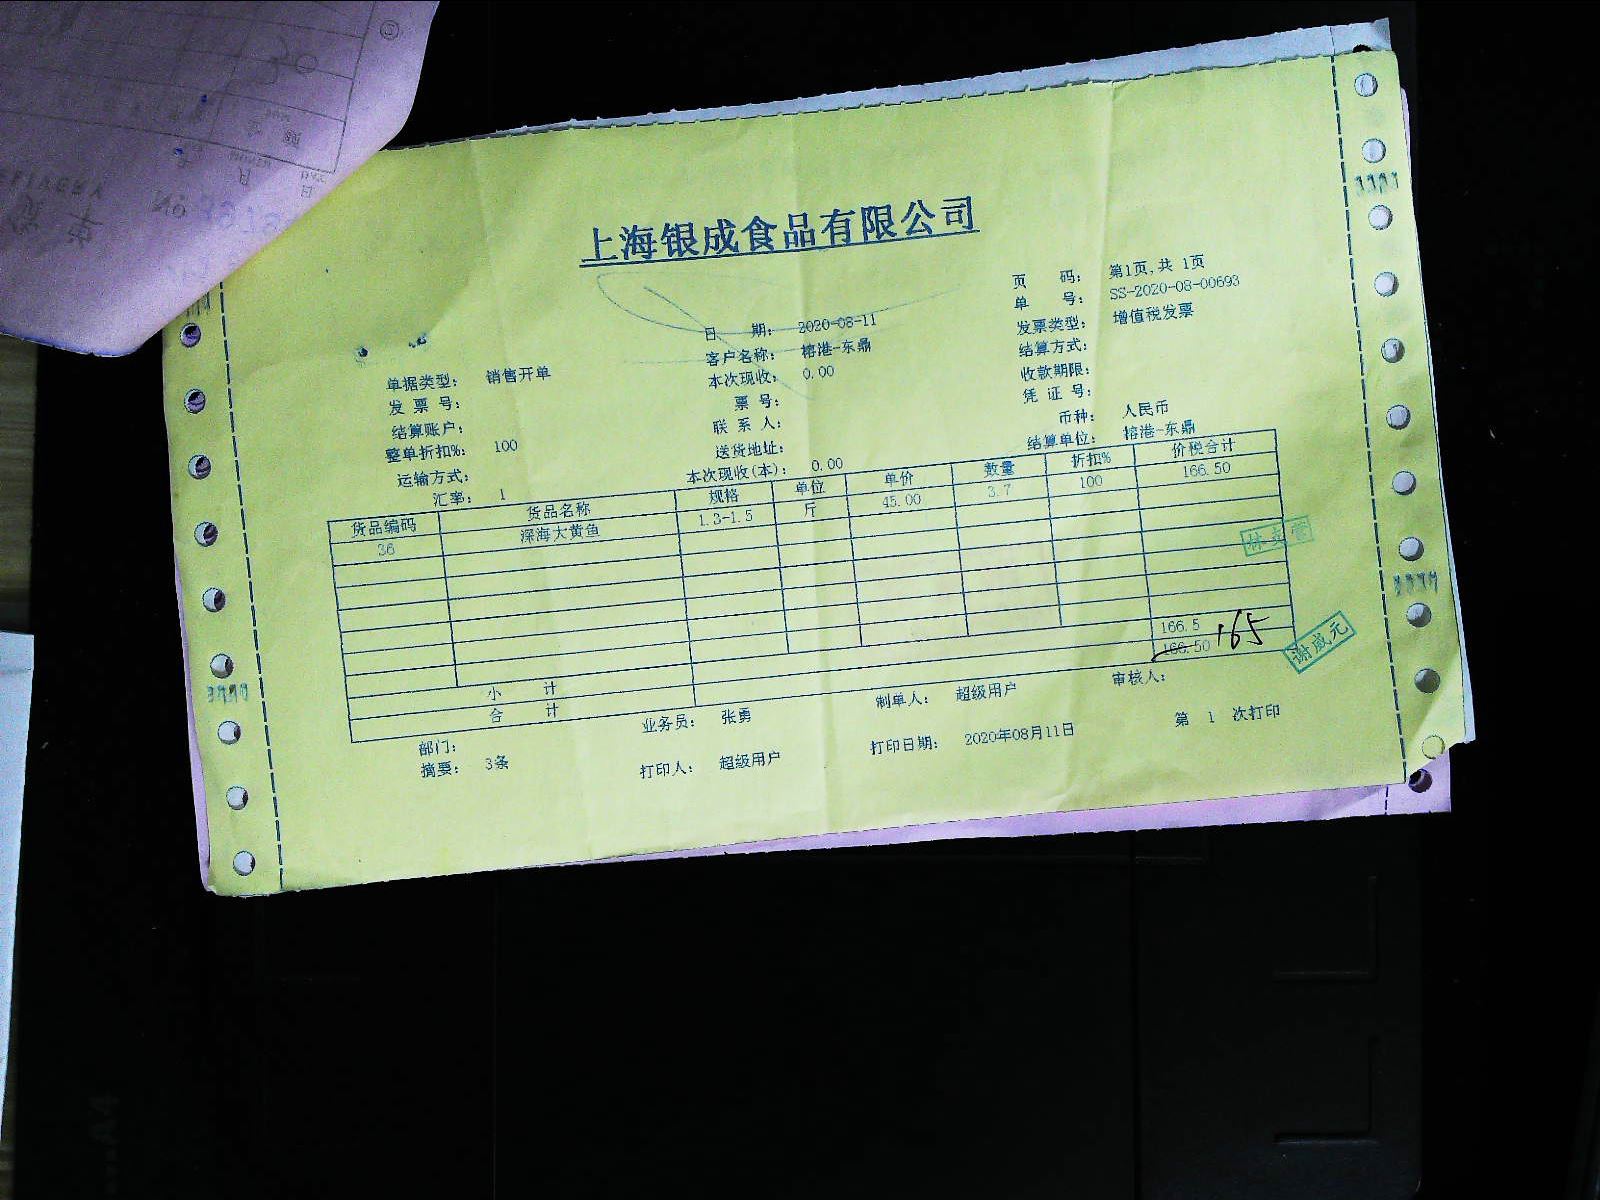 上海银成食品有限公司
页 码: 第1页,共 1页
单 号: SS-2020-08-00693
日 期: 2020-08-11
发票类型: 增值税发票
客户名称: 榕港-东鼎
结算方式:
单据类型: 销售开单
本次现收: 0.00
收款期限:
发 票 号:
票 号:
凭 证 号:
结算账户:
联 系 人:
币种: 人民币
整单折扣%: 100
送货地址:
结算单位: 榕港-东鼎
运输方式:
本次现收(本): 0.00
汇率: 1
货品编码 货品名称 规格 单位 单价 数量 折扣% 价税合计
36 深海大黄鱼 1.3-1.5 斤 45.00 3.7 100 166.50
小 计 166.5
合 计 166.50 165
谢威元
部门: 业务员: 张勇 制单人: 超级用户 审核人:
摘要: 3条 打印人: 超级用户 打印日期: 2020年08月11日 第 1 次打印